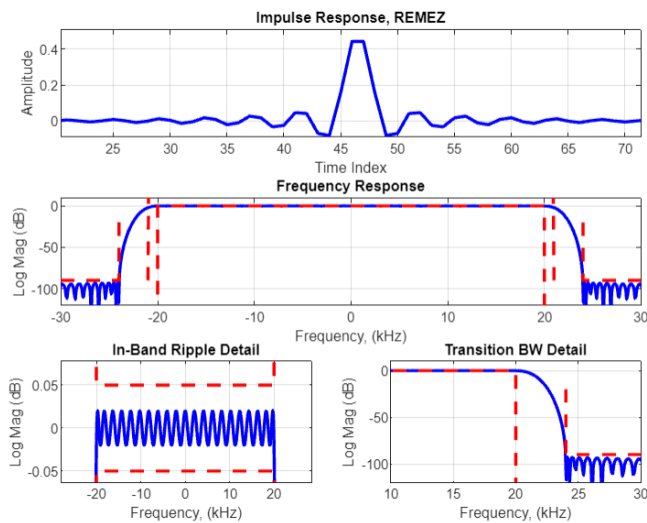 Impulse Response, REMEZ
Amplitude
0.4
0.2
0
25 30 35 40 45 50 55 60 65 70
Time Index
Frequency Response
Log Mag (dB)
0
-50
-100
-30 -20 -10 0 10 20 30
Frequency, (kHz)
In-Band Ripple Detail
Log Mag (dB)
0.05
0
-0.05
-20 -10 0 10 20
Frequency, (kHz)
Transition BW Detail
Log Mag (dB)
0
-50
-100
10 15 20 25 30
Frequency, (kHz)